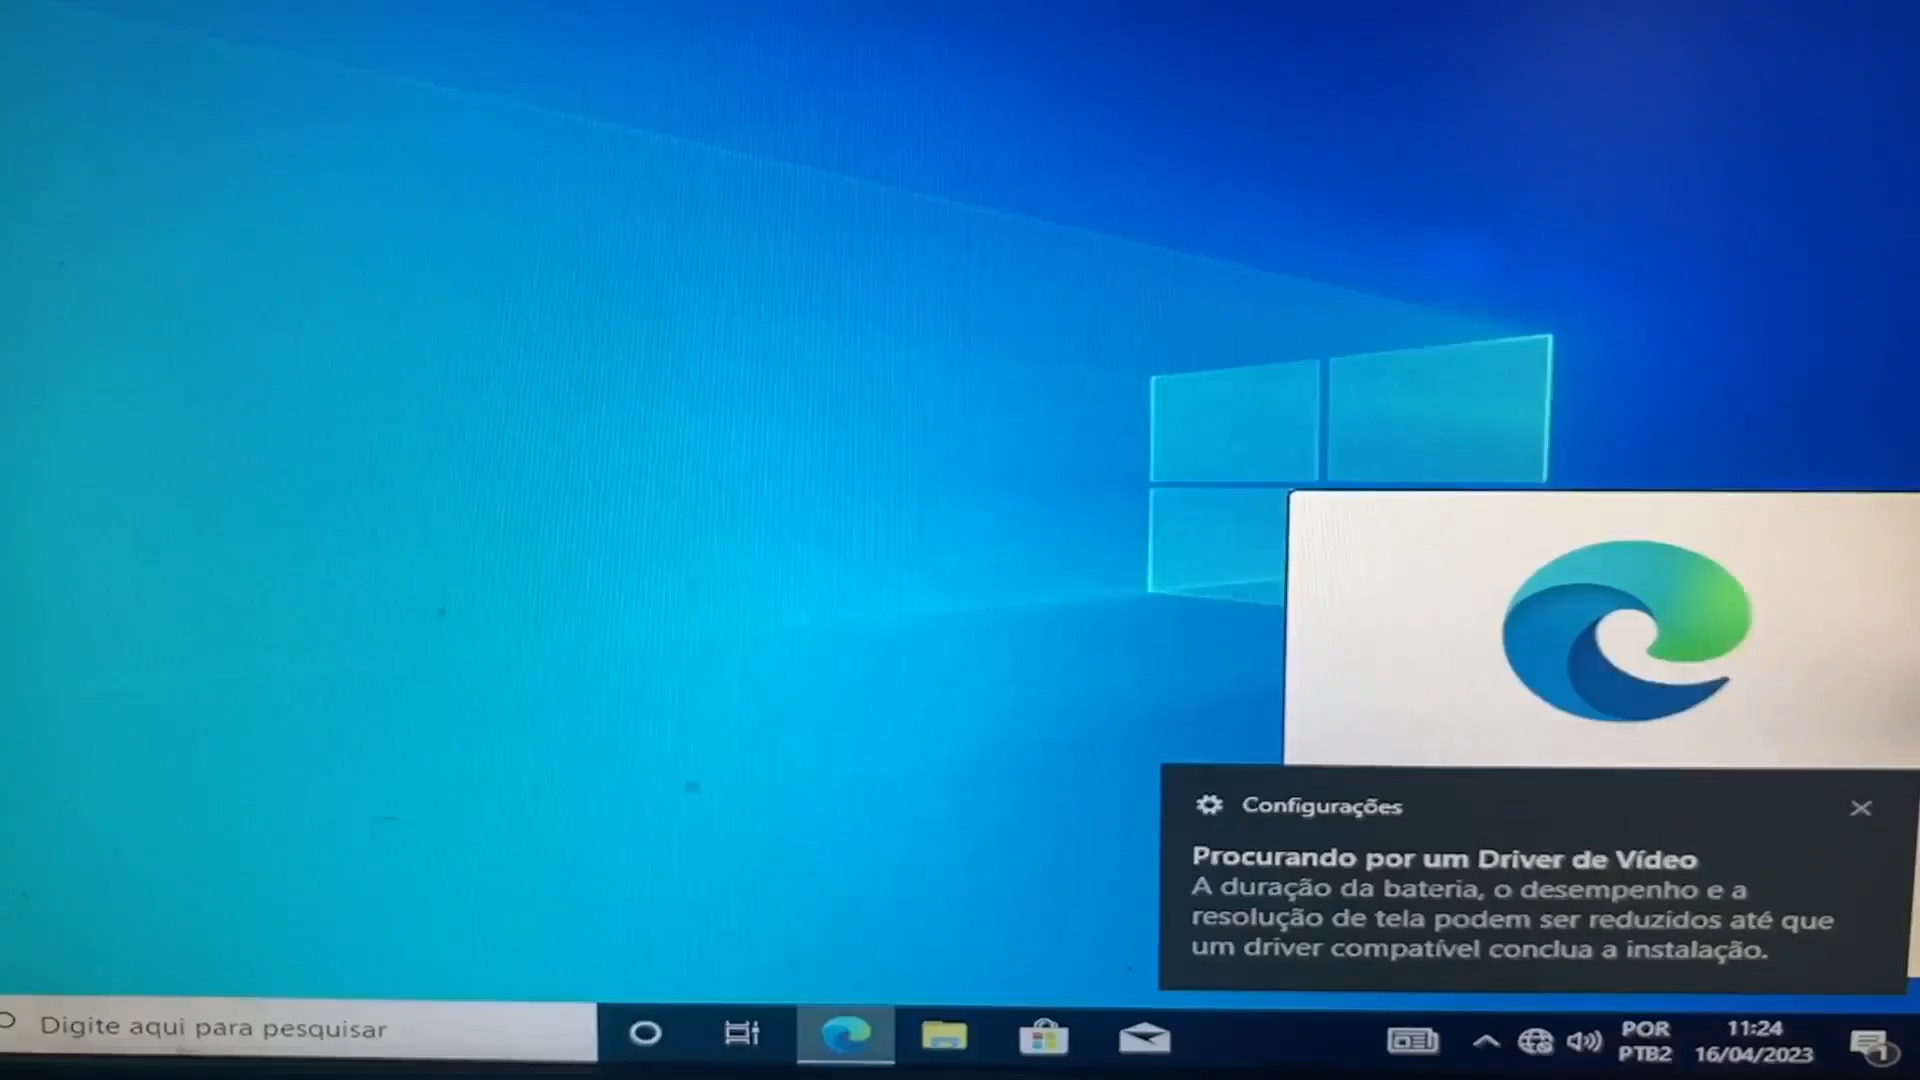 Configurações
Procurando por um Driver de Vídeo
A duração da bateria, o desempenho e a
resolução de tela podem ser reduzidos até que
um driver compatível conclua a instalação.
Digite aqui para pesquisar
POR
PTB2
11:24
16/04/2023
1